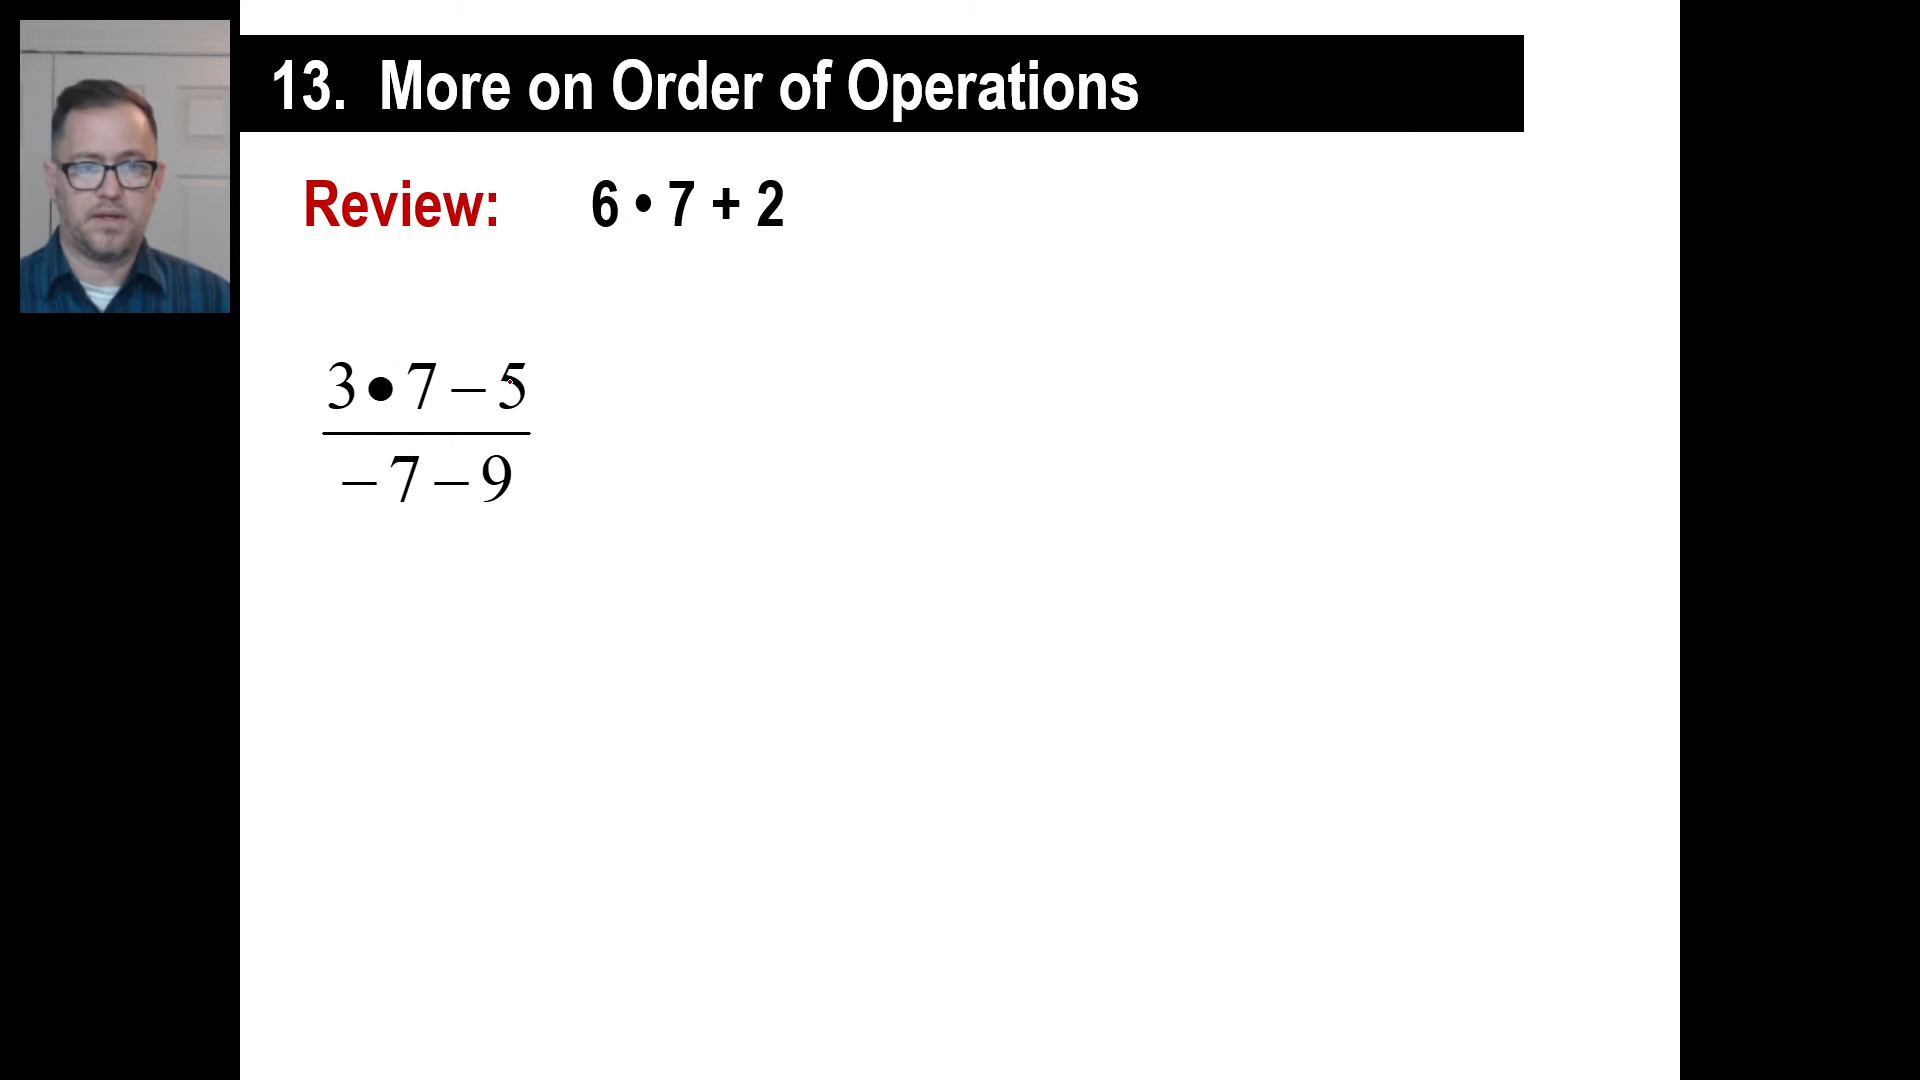 13. More on Order of Operations
Review: 6 • 7 + 2
3 • 7 – 5
– 7 – 9